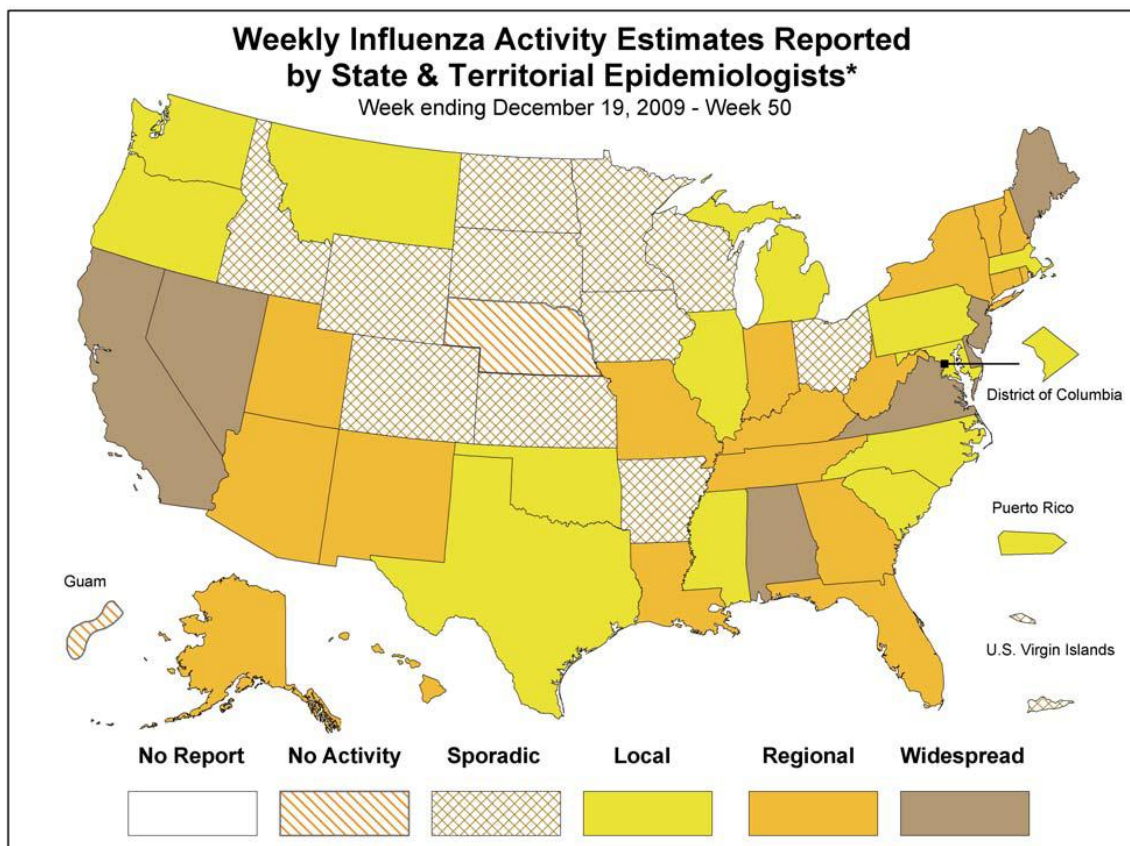 Weekly Influenza Activity Estimates Reported
by State & Territorial Epidemiologists*
Week ending December 19, 2009 - Week 50
District of Columbia
Puerto Rico
Guam
U.S. Virgin Islands
No Report
No Activity
Sporadic
Local
Regional
Widespread